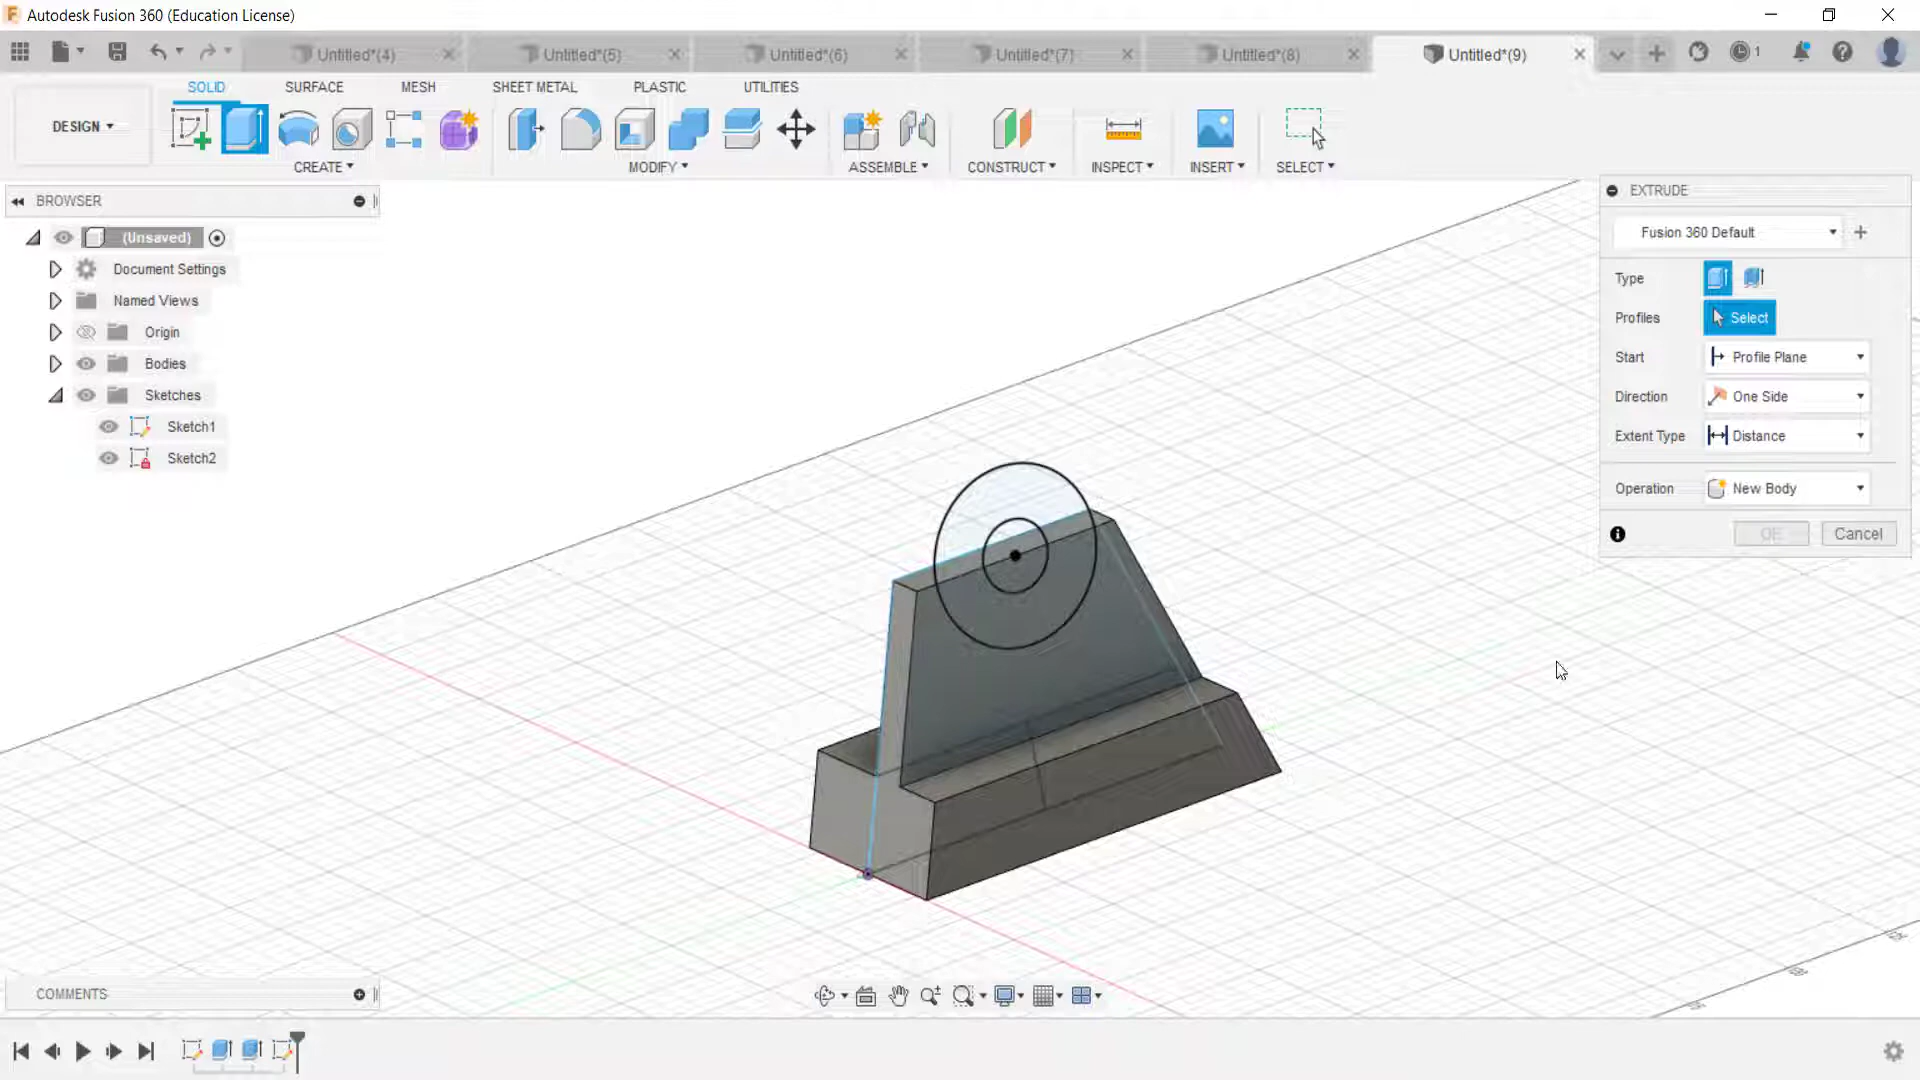 Autodesk Fusion 360 (Education License)
Untitled*(4)
Untitled*(5)
Untitled*(6)
Untitled*(7)
Untitled*(8)
Untitled*(9)
1
SOLID
SURFACE
MESH
SHEET METAL
PLASTIC
UTILITIES
DESIGN
CREATE
MODIFY
ASSEMBLE
CONSTRUCT
INSPECT
INSERT
SELECT
BROWSER
(Unsaved)
Document Settings
Named Views
Origin
Bodies
Sketches
Sketch1
Sketch2
EXTRUDE
Fusion 360 Default
Type
Profiles
Select
Start
Profile Plane
Direction
One Side
Extent Type
Distance
Operation
New Body
Cancel
COMMENTS